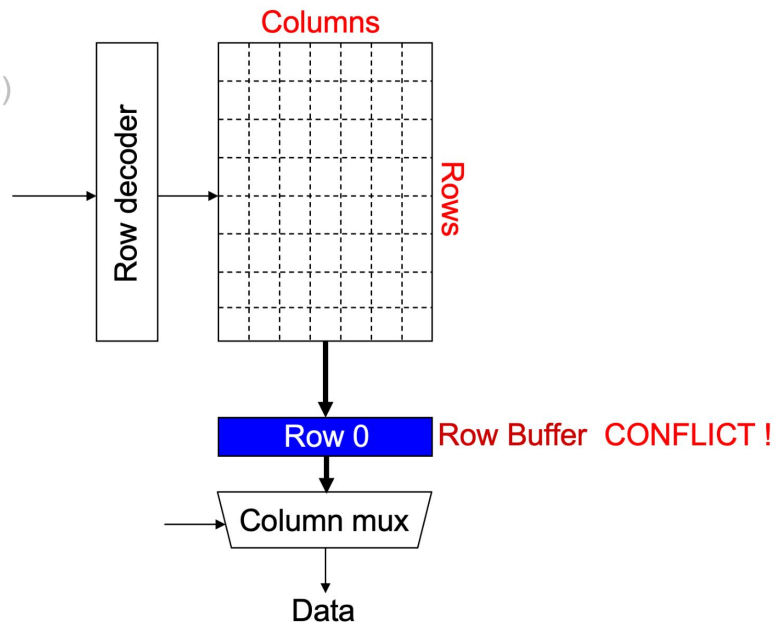 Columns
)
Row decoder
Rows
Row 0
Row Buffer CONFLICT !
Column mux
Data